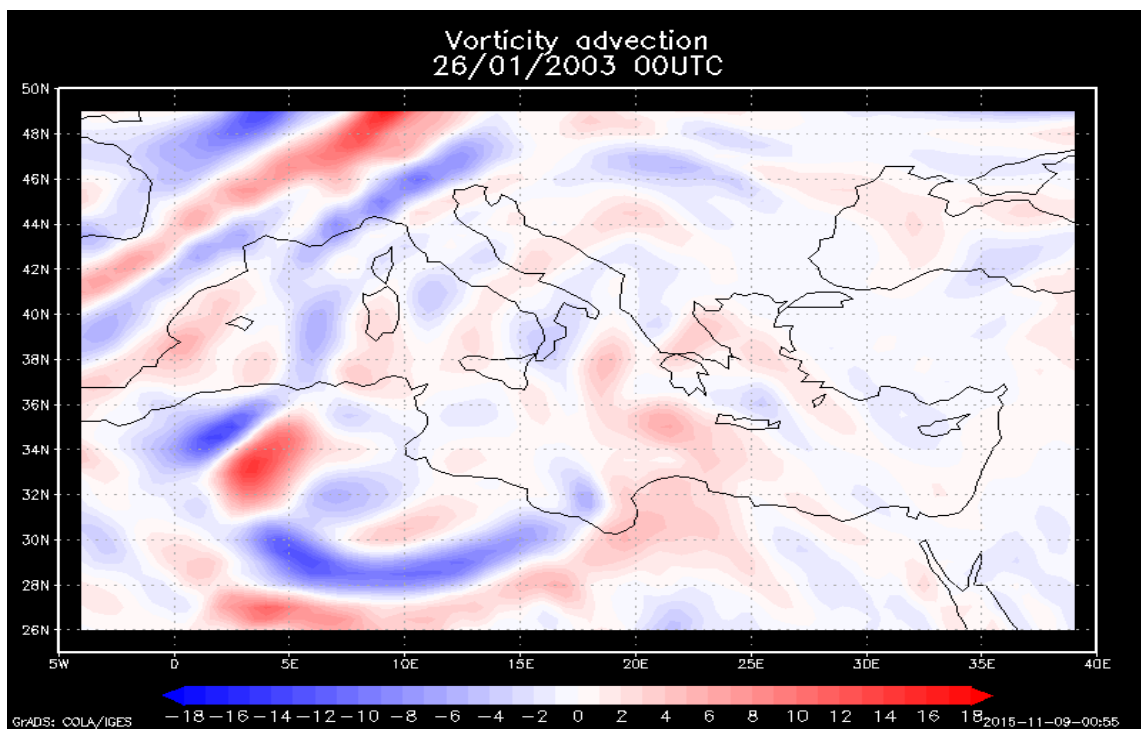 Vorticity advection
26/01/2003 00UTC
50N
48N
46N
44N
42N
40N
38N
36N
34N
32N
30N
28N
26N
5W 0 5E 10E 15E 20E 25E 30E 35E 40E
-18 -16 -14 -12 -10 -8 -6 -4 -2 0 2 4 6 8 10 12 14 16 18
GrADS: COLA/IGES 2015-11-09-00:55